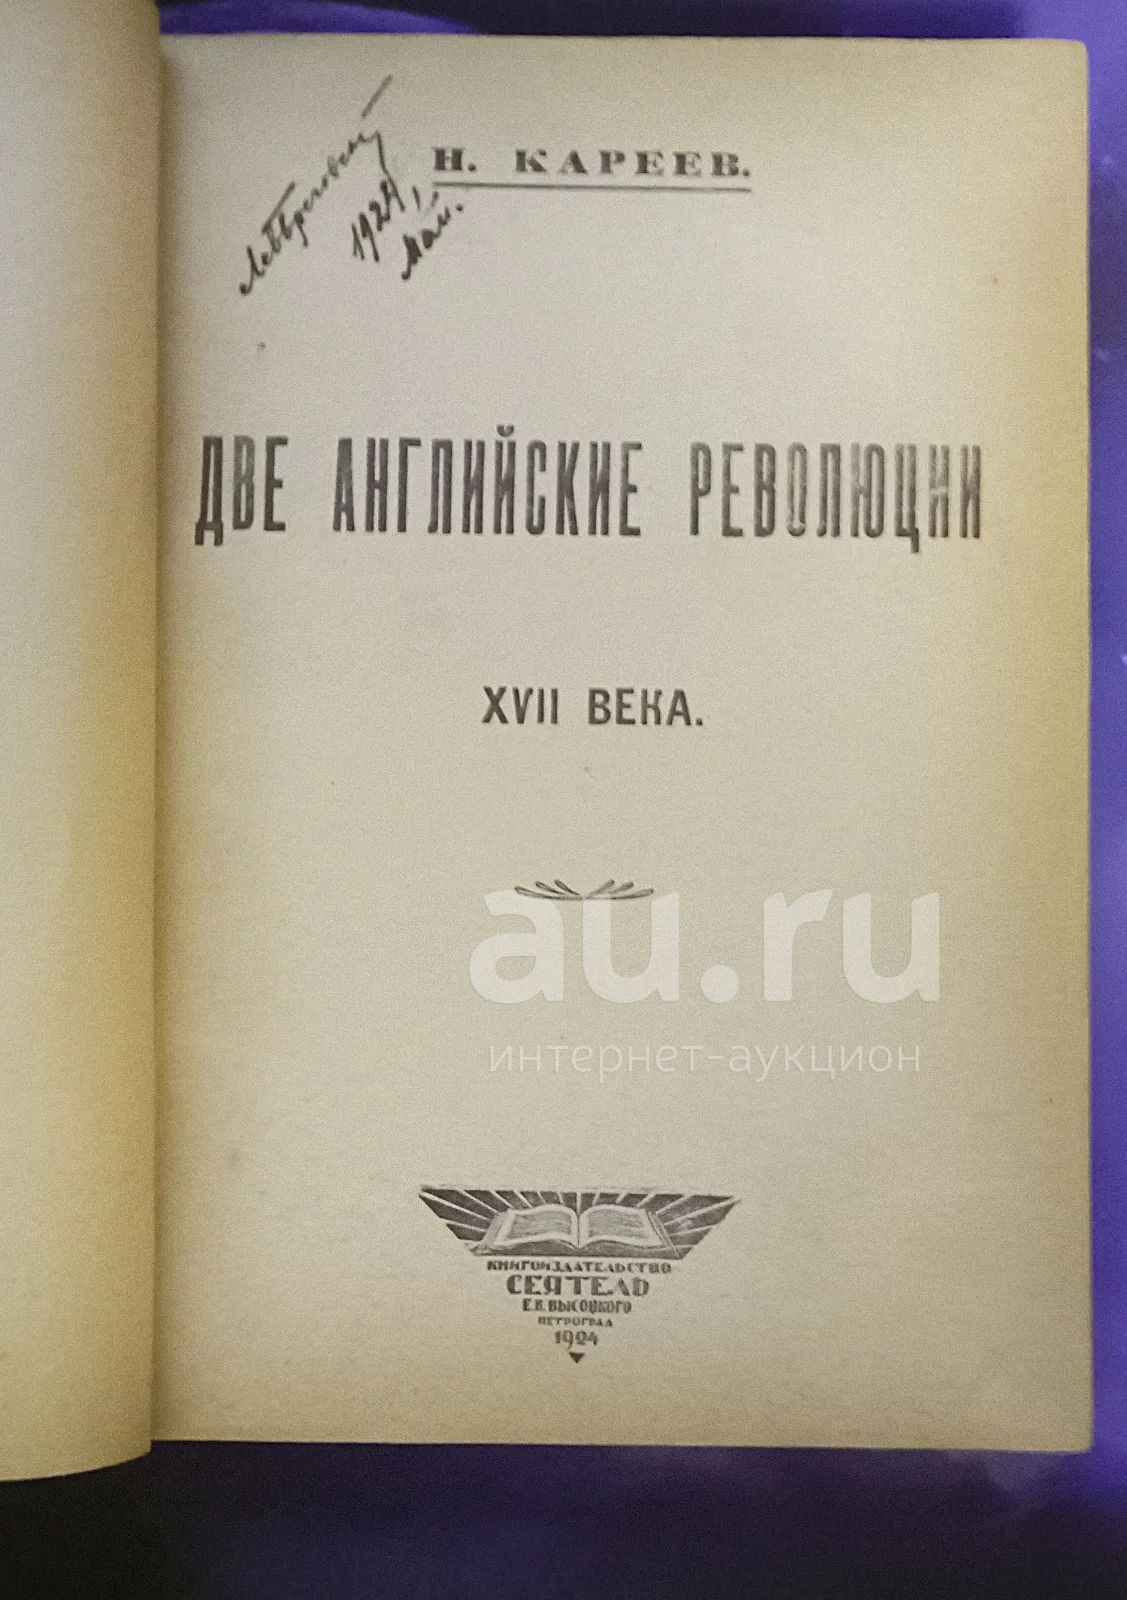 Н. КАРЕЕВ.
1924,
Май.
ДВЕ АНГЛИЙСКИЕ РЕВОЛЮЦИИ
XVII ВЕКА.
au.ru
интернет-аукцион
КНИГОИЗДАТЕЛЬСТВО
СЕЯТЕЛЬ
Е.В. ВЫСОЦКОГО
ПЕТРОГРАД
1924